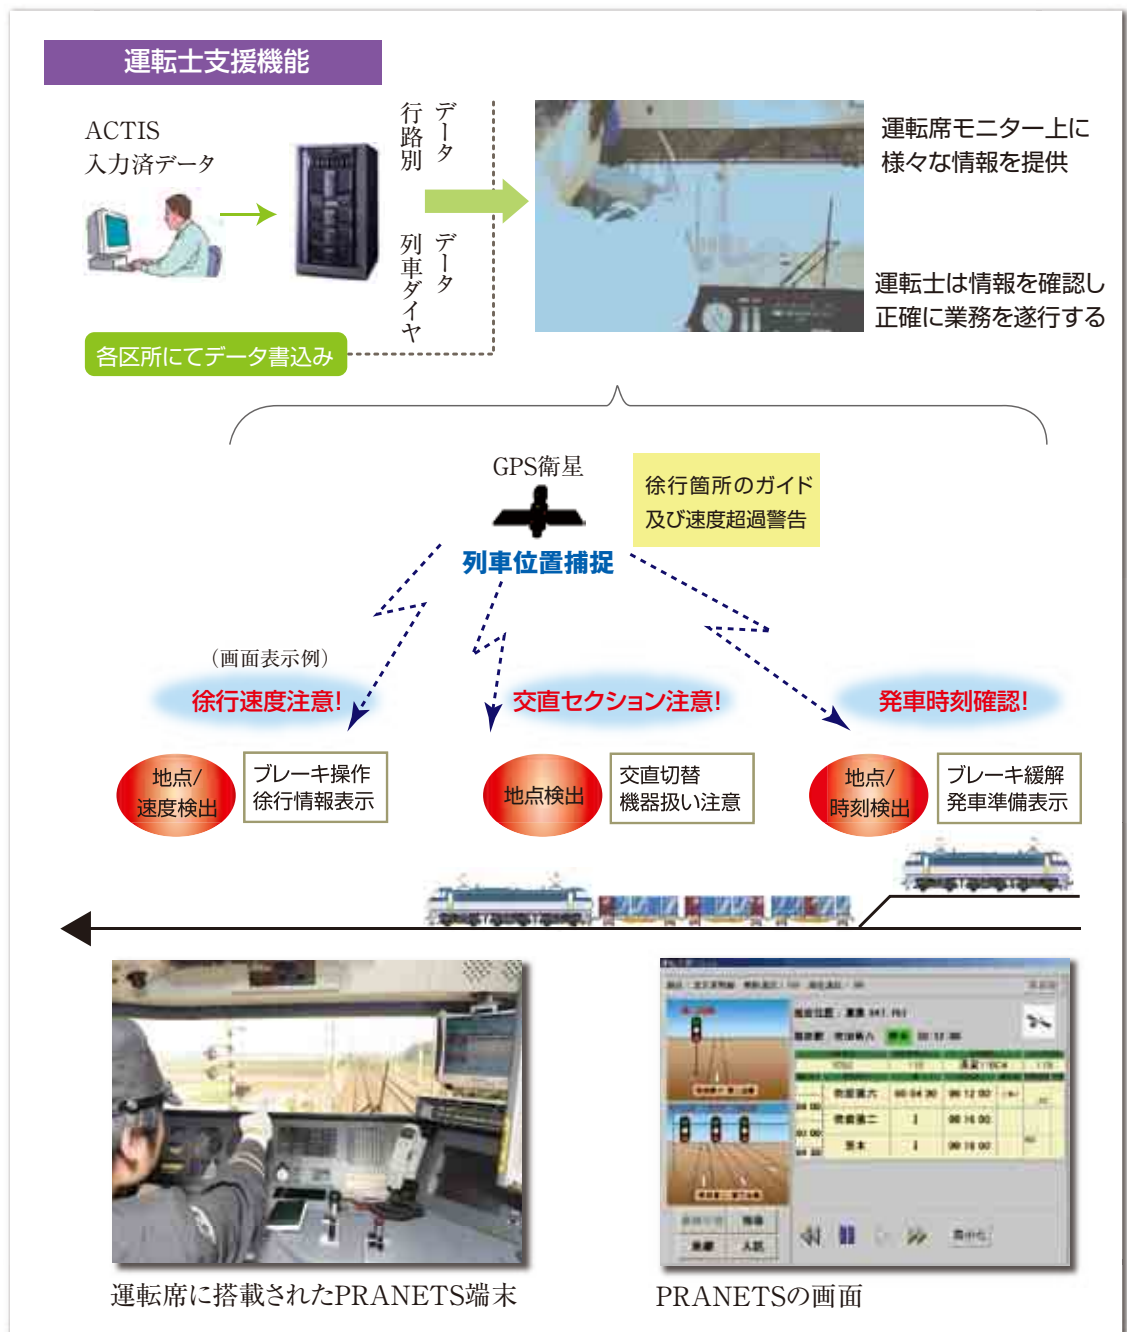 運転士支援機能
ACTIS
入力済データ
行路別
データ
列車ダイヤ
データ
各区所にてデータ書込み
運転席モニター上に
様々な情報を提供
運転士は情報を確認し
正確に業務を遂行する
GPS衛星
列車位置捕捉
徐行箇所のガイド
及び速度超過警告
(画面表示例)
徐行速度注意!
交直セクション注意!
発車時刻確認!
地点/
速度検出
ブレーキ操作
徐行情報表示
地点検出
交直切替
機器扱い注意
地点/
時刻検出
ブレーキ緩解
発車準備表示
運転席に搭載されたPRANETS端末
PRANETSの画面